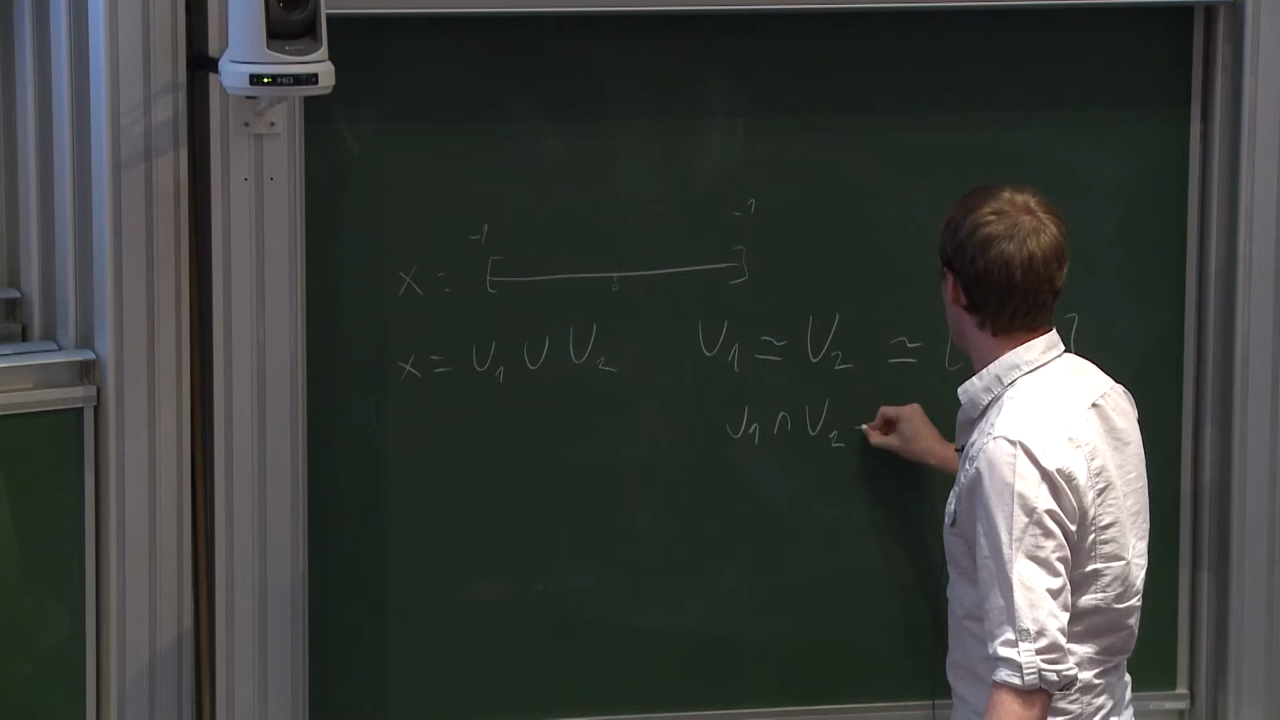 -1 -1
x = [ 0 ]
x = U₁ ∪ U₂ U₁ ≃ U₂ ≃ [ ]
U₁ ∩ U₂